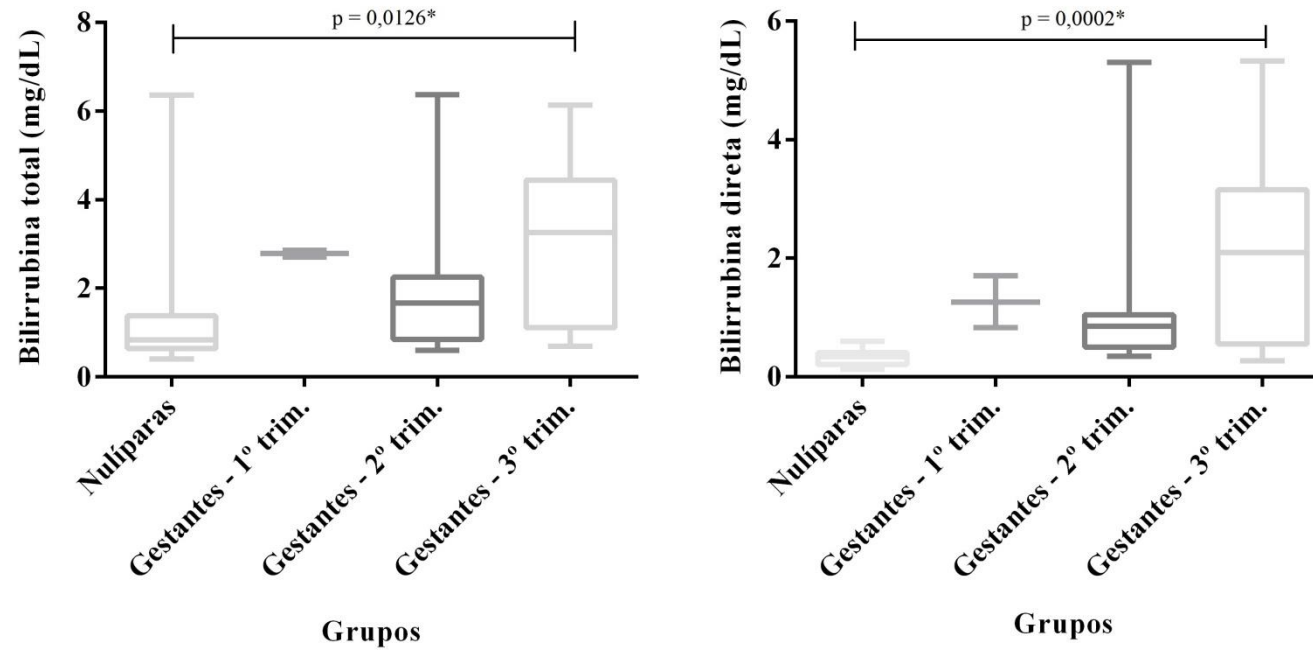 p = 0,0126*
Bilirrubina total (mg/dL)
8
6
4
2
0
Nulíparas
Gestantes - 1º trim.
Gestantes - 2º trim.
Gestantes - 3º trim.
Grupos
p = 0,0002*
Bilirrubina direta (mg/dL)
6
4
2
0
Nulíparas
Gestantes - 1º trim.
Gestantes - 2º trim.
Gestantes - 3º trim.
Grupos